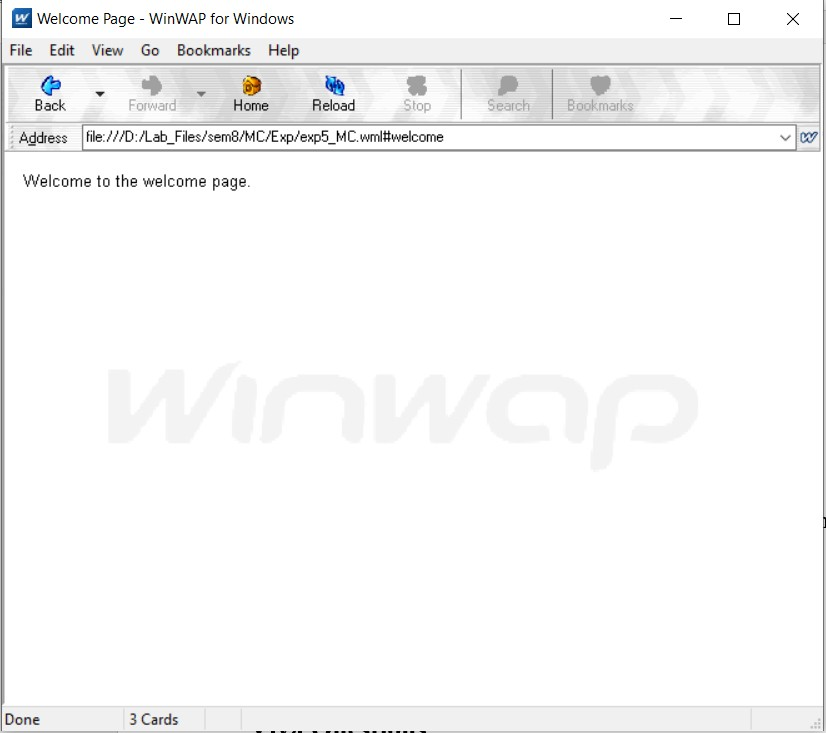 Welcome Page - WinWAP for Windows
File Edit View Go Bookmarks Help
Back Forward Home Reload Stop Search Bookmarks
Address file:///D:/Lab_Files/sem8/MC/Exp/exp5_MC.wml#welcome
Welcome to the welcome page.
winwap
Done 3 Cards